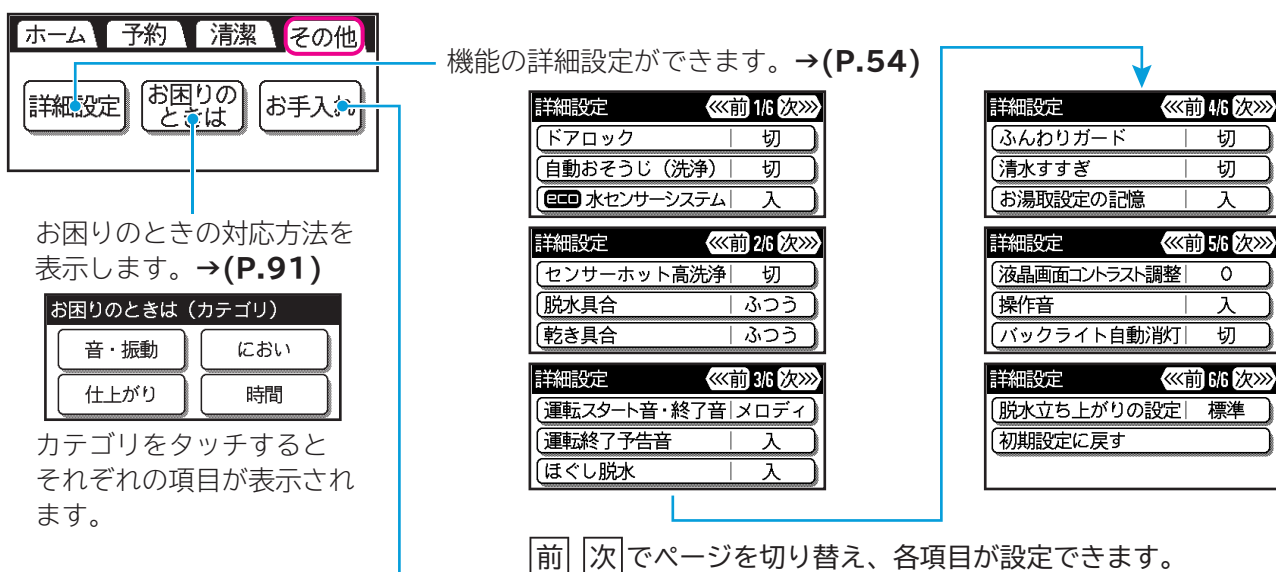 ホーム 予約 清潔 その他
詳細設定 お困りの ときは お手入れ
機能の詳細設定ができます。→(P.54)
お困りのときの対応方法を
表示します。→(P.91)
お困りのときは（カテゴリ）
音・振動 におい
仕上がり 時間
カテゴリをタッチすると
それぞれの項目が表示され
ます。
詳細設定 <<<前 1/6 次>>>
ドアロック 切
自動おそうじ（洗浄） 切
eco 水センサーシステム 入
詳細設定 <<<前 2/6 次>>>
センサーホット高洗浄 切
脱水具合 ふつう
乾き具合 ふつう
詳細設定 <<<前 3/6 次>>>
運転スタート音・終了音 メロディ
運転終了予告音 入
ほぐし脱水 入
詳細設定 <<<前 4/6 次>>>
ふんわりガード 切
清水すすぎ 切
お湯取設定の記憶 入
詳細設定 <<<前 5/6 次>>>
液晶画面コントラスト調整 0
操作音 入
バックライト自動消灯 切
詳細設定 <<<前 6/6 次>>>
脱水立ち上がりの設定 標準
初期設定に戻す
前 次でページを切り替え、各項目が設定できます。